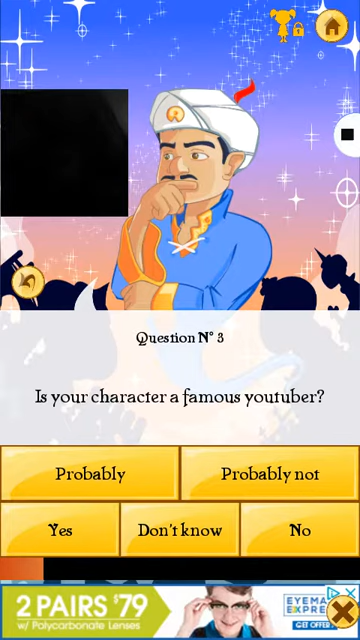 Question N° 3
Is your character a famous youtuber?
Probably
Probably not
Yes
Don't know
No
2 PAIRS $79
w/ Polycarbonate Lenses
EYEMA
EXPRE
GET OFFER